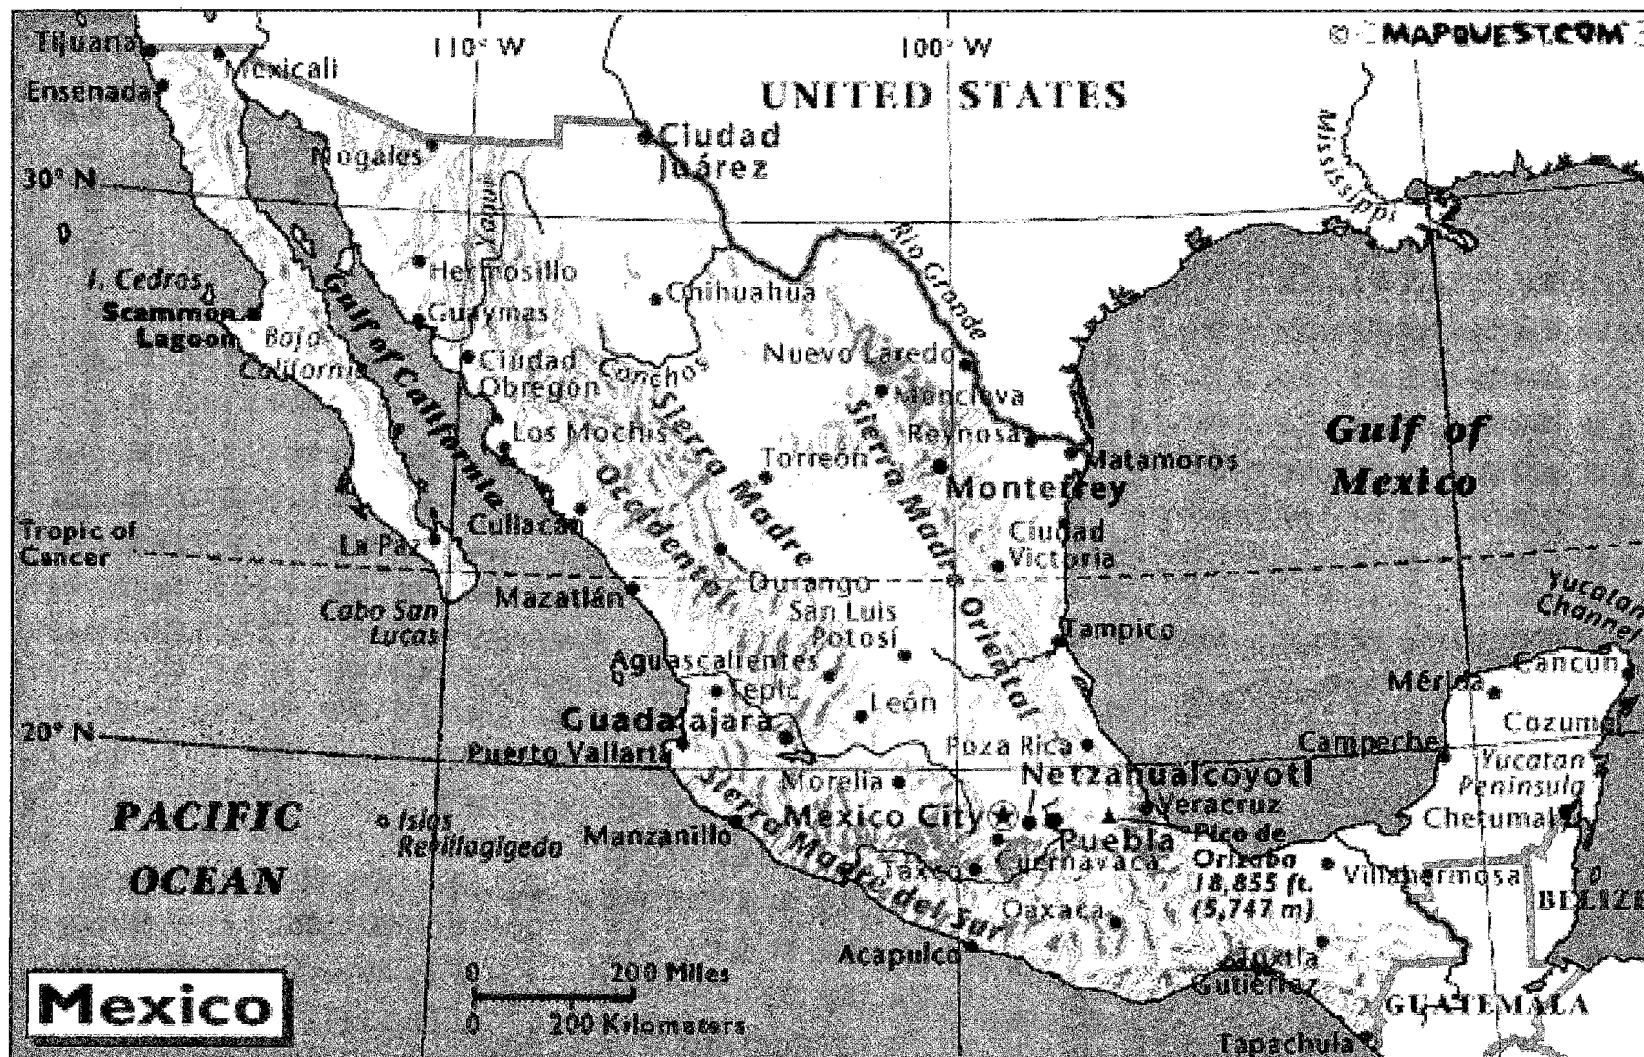 © MAPQUEST.COM
Tijuana
110° W
100° W
Mexicali
Ensenada
UNITED STATES
Mississippi
Ciudad
Juárez
Nogales
30° N
Yaqui
Rio Grande
Hermosillo
I. Cedros
Chihuahua
Scammon
Lagoon
Guaymas
Gulf of California
Baja
California
Nuevo Laredo
Ciudad
Obregón
Conchos
Monclova
Gulf of
Mexico
Los Mochis
Reynosa
Torreón
Matamoros
Sierra Madre
Occidental
Sierra Madre Oriental
Monterrey
Tropic of
Cancer
La Paz
Culiacán
Ciudad
Victoria
Durango
Mazatlán
Yucatan
Channel
Cabo San
Lucas
San Luis
Potosí
Tampico
Aguascalientes
Cancun
Tepic
Mérida
León
Guadalajara
Cozumel
20° N
Puerto Vallarta
Poza Rica
Campeche
Yucatan
Peninsula
Morelia
Netzahualcoyotl
PACIFIC
OCEAN
Islas
Revillagigedo
Manzanillo
Mexico City
Veracruz
Chetumal
Puebla
Pico de
Orizaba
18,855 ft.
(5,747 m)
Sierra Madre del Sur
Taxco
Cuernavaca
Villahermosa
BELIZE
Oaxaca
Acapulco
Tuxtla
Gutierrez
0
200 Miles
0
200 Kilometers
Mexico
GUATEMALA
Tapachula